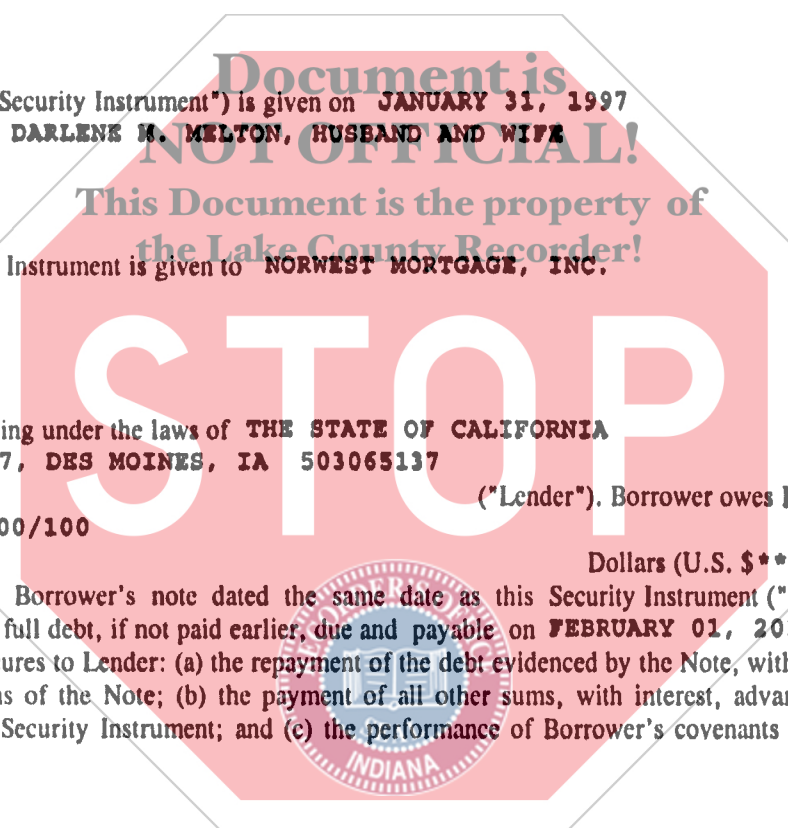 Document is
Security Instrument") is given on JANUARY 31, 1997
DARLENE M. MELTON, HUSBAND AND WIFE
NOT OFFICIAL!
This Document is the property of
the Lake County Recorder!
Instrument is given to NORWEST MORTGAGE, INC.
STOP
ing under the laws of THE STATE OF CALIFORNIA
7, DES MOINES, IA 503065137
("Lender"). Borrower owes
00/100
Dollars (U.S. $**
Borrower's note dated the same date as this Security Instrument ("
full debt, if not paid earlier, due and payable on FEBRUARY 01, 20
ures to Lender: (a) the repayment of the debt evidenced by the Note, with
s of the Note; (b) the payment of all other sums, with interest, advan
Security Instrument; and (c) the performance of Borrower's covenants
INDIANA